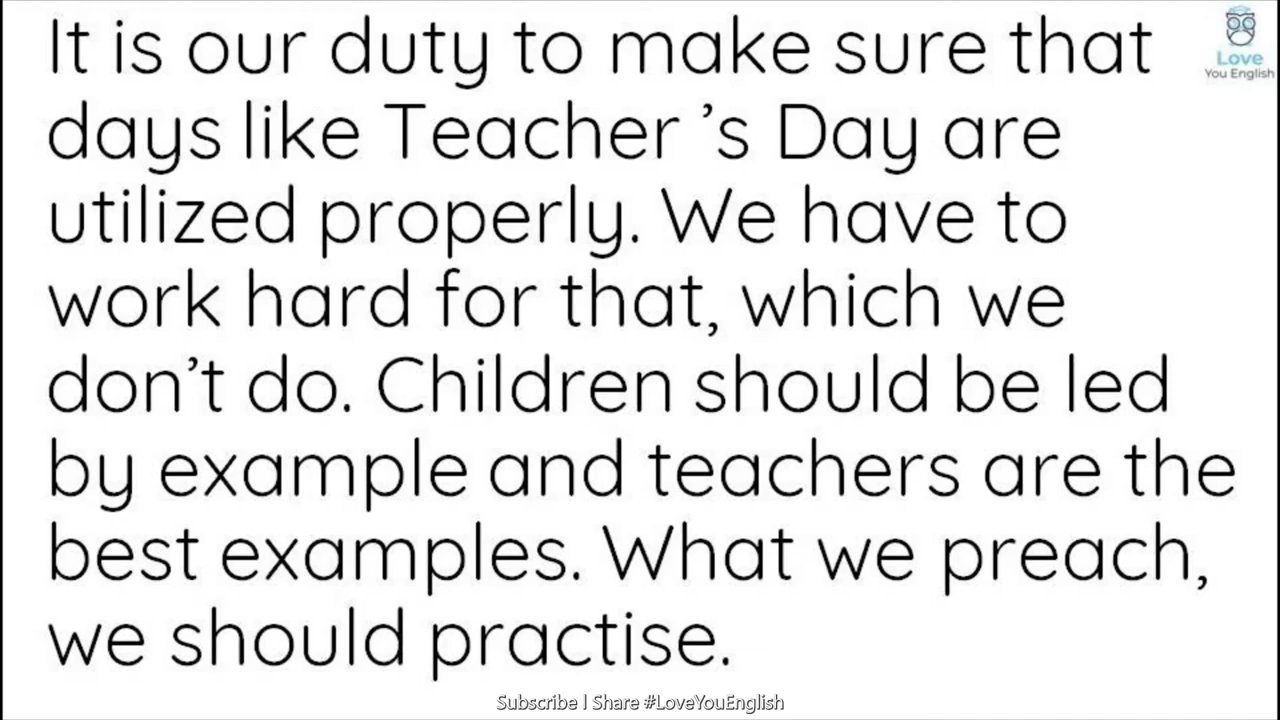 It is our duty to make sure that
days like Teacher ’s Day are
utilized properly. We have to
work hard for that, which we
don’t do. Children should be led
by example and teachers are the
best examples. What we preach,
we should practise.
Love
You English
Subscribe | Share #LoveYouEnglish